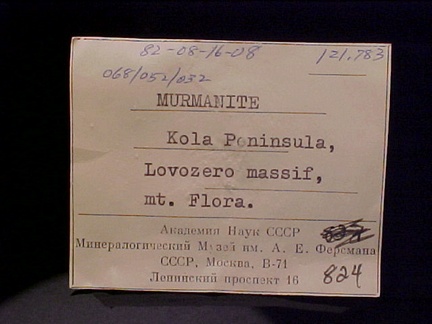 82-08-16-08 121.783
068/052/032
MURMANITE
Kola Peninsula,
Lovozero massif,
mt. Flora.
Академия Наук СССР
Минералогический Музей им. А. Е. Ферсмана
СССР, Москва, В-71
Ленинский проспект 16 824